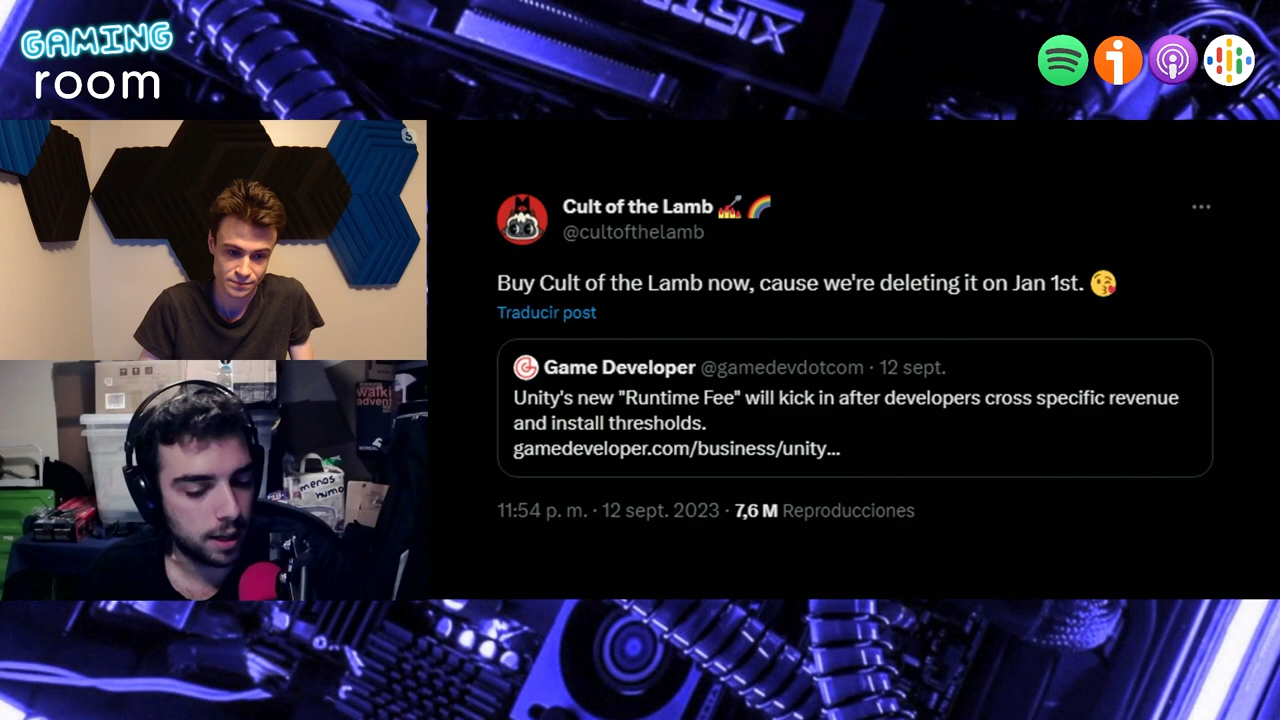 GAMING
room
XIRTAM
Cult of the Lamb
@cultofthelamb
Buy Cult of the Lamb now, cause we're deleting it on Jan 1st. 😘
Traducir post
Game Developer @gamedevdotcom · 12 sept.
Unity's new "Runtime Fee" will kick in after developers cross specific revenue
and install thresholds.
gamedeveloper.com/business/unity...
11:54 p. m. · 12 sept. 2023 · 7,6 M Reproducciones
walki
advent
menos
humo